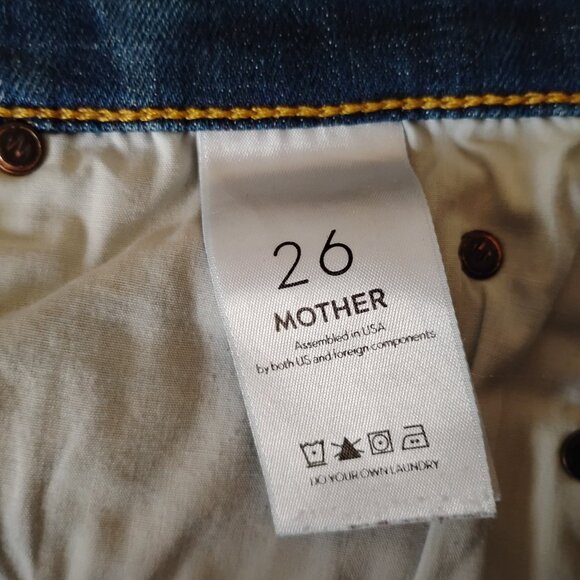 26
MOTHER
Assembled in USA
by both US and foreign components
DO YOUR OWN LAUNDRY